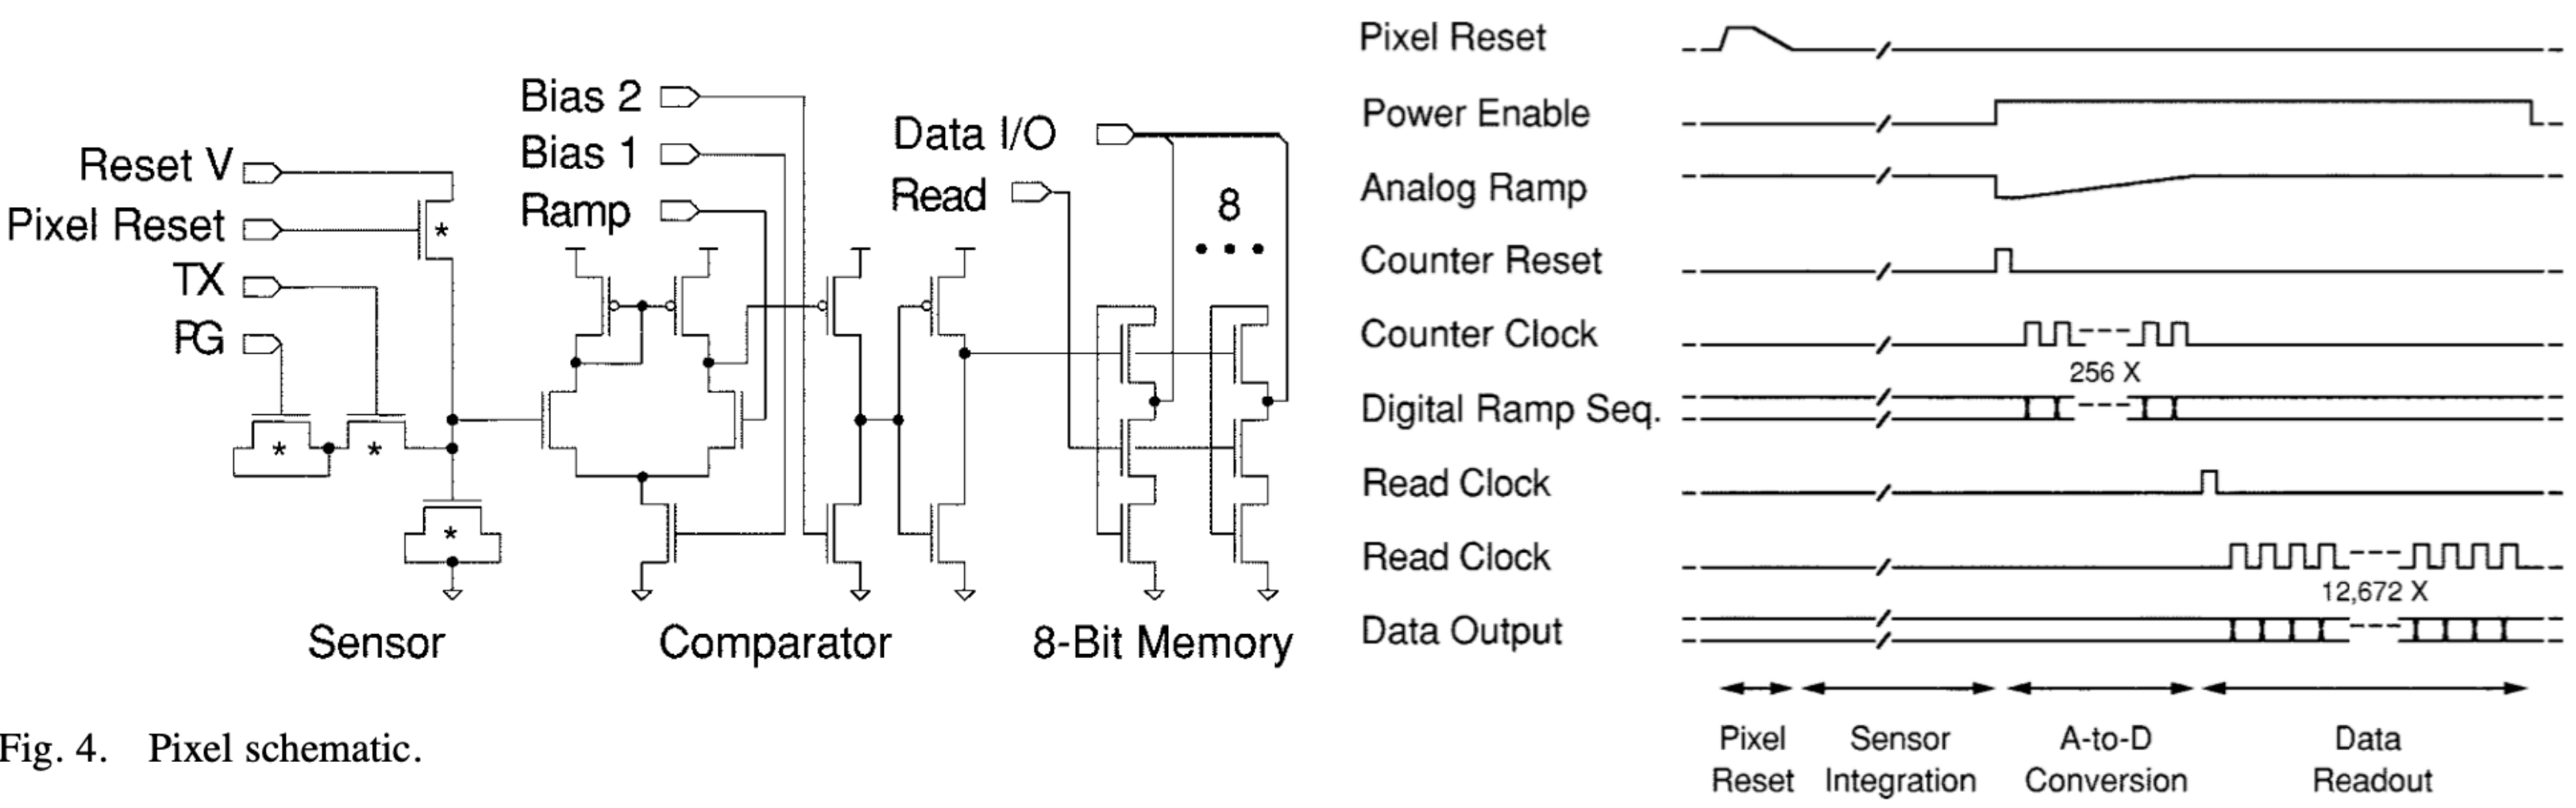 Bias 2
Bias 1
Ramp
Reset V
Pixel Reset
TX
PG
Data I/O
Read
8
* * * *
Sensor
Comparator
8-Bit Memory
Fig. 4. Pixel schematic.
Pixel Reset
Power Enable
Analog Ramp
Counter Reset
Counter Clock
256 X
Digital Ramp Seq.
Read Clock
Read Clock
12,672 X
Data Output
Pixel Reset
Sensor Integration
A-to-D Conversion
Data Readout